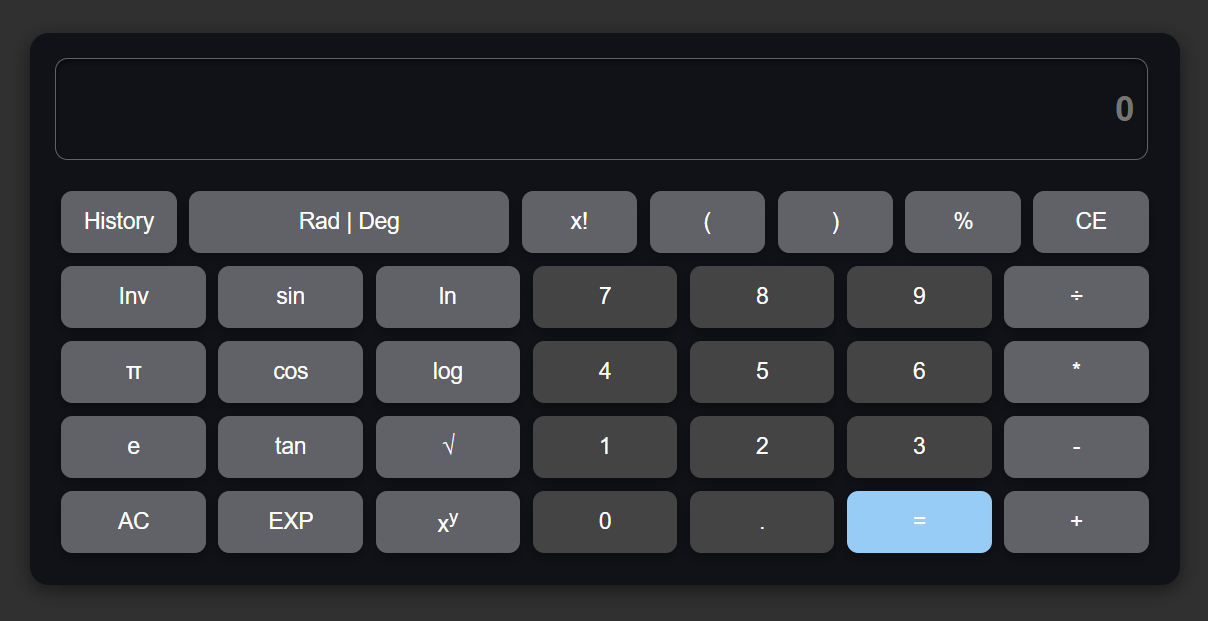 0
History Rad | Deg x! ( ) % CE
Inv sin ln 7 8 9 ÷
π cos log 4 5 6 *
e tan √ 1 2 3 -
AC EXP xʸ 0 . = +